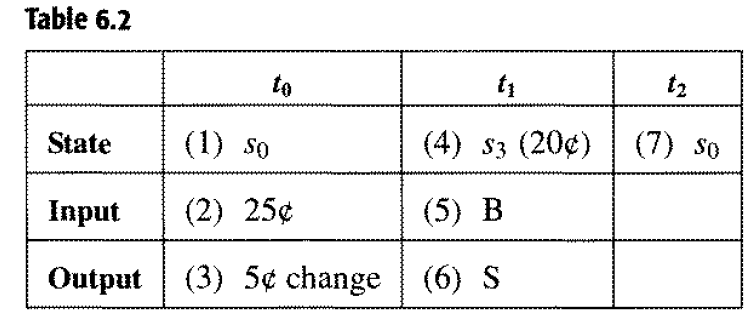 Table 6.2
t₀ t₁ t₂
State (1) s₀ (4) s₃ (20¢) (7) s₀
Input (2) 25¢ (5) B
Output (3) 5¢ change (6) S